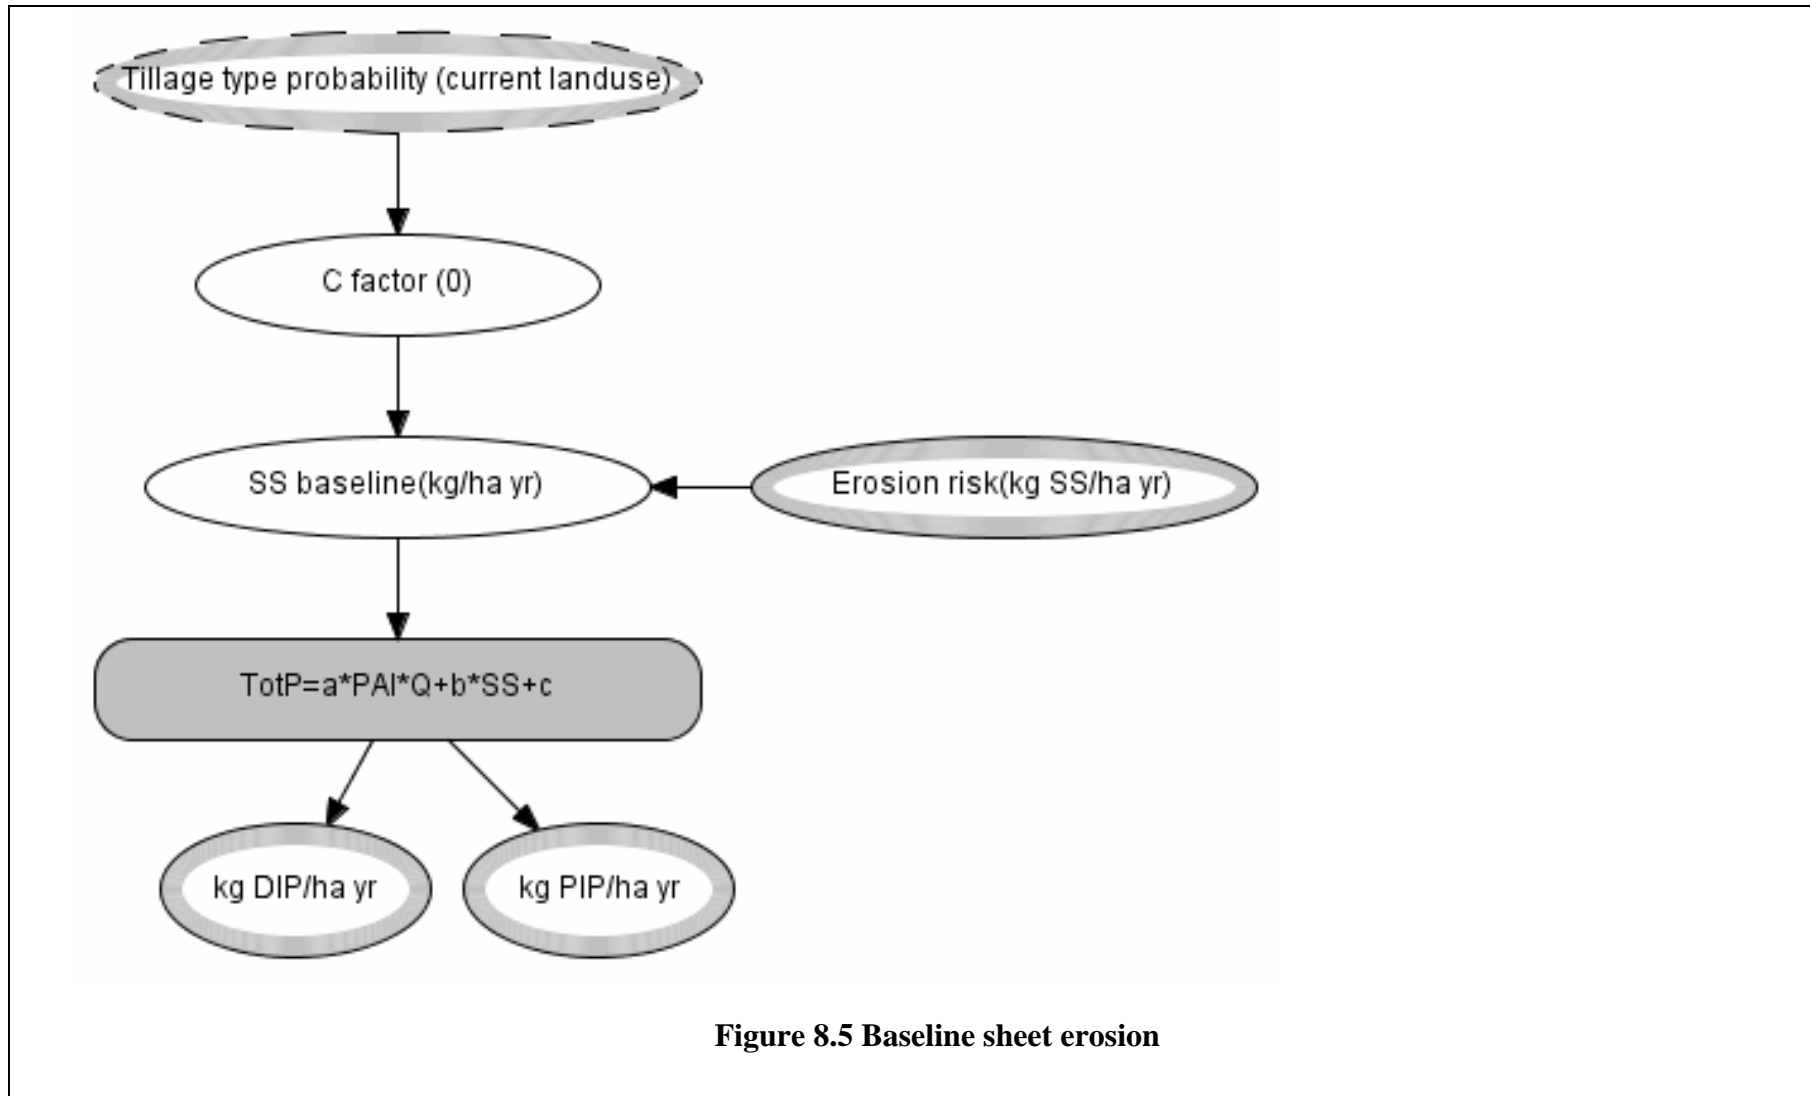 Tillage type probability (current landuse)
C factor (0)
SS baseline(kg/ha yr)
Erosion risk(kg SS/ha yr)
TotP=a*PAI*Q+b*SS+c
kg DIP/ha yr
kg PIP/ha yr
Figure 8.5 Baseline sheet erosion